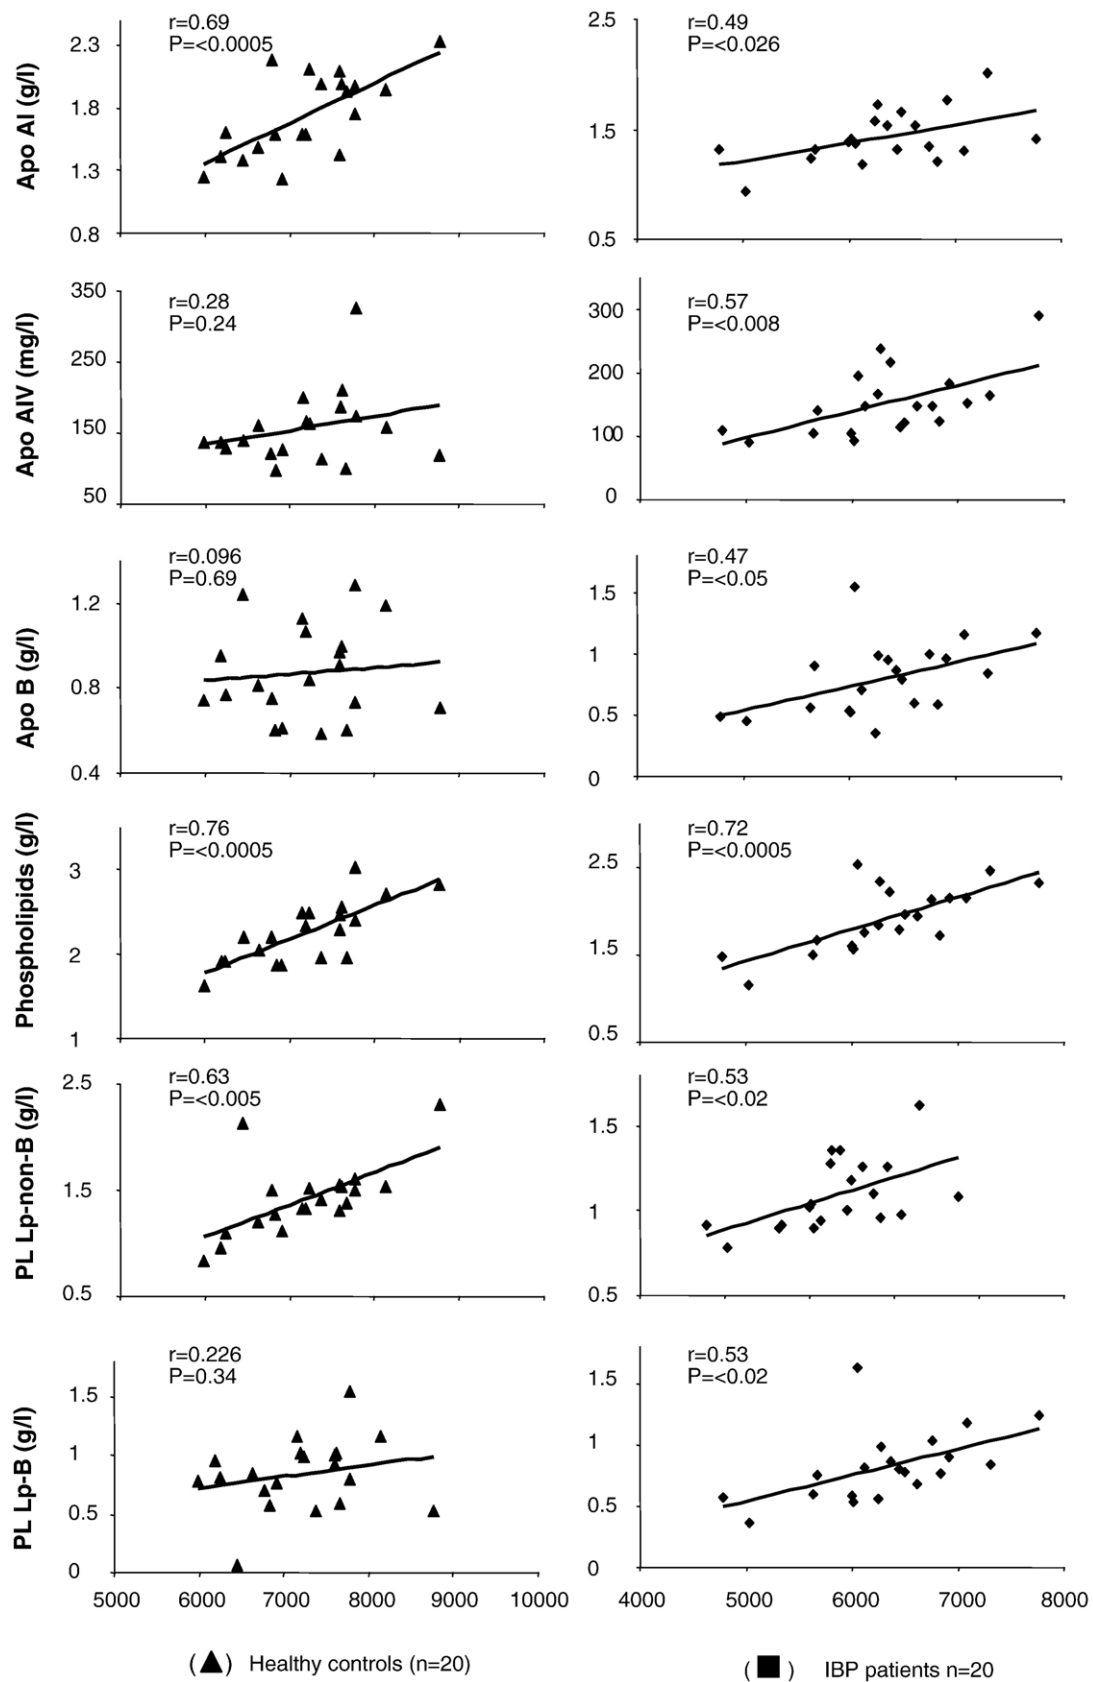 Apo AI (g/l)
2.3
1.8
1.3
0.8
r=0.69
P=<0.0005
2.5
1.5
0.5
r=0.49
P=<0.026
Apo AIV (mg/l)
350
250
150
50
r=0.28
P=0.24
300
200
100
0
r=0.57
P=<0.008
Apo B (g/l)
1.2
0.8
0.4
r=0.096
P=0.69
1.5
1
0.5
0
r=0.47
P=<0.05
Phospholipids (g/l)
3
2
1
r=0.76
P=<0.0005
2.5
1.5
0.5
r=0.72
P=<0.0005
PL Lp-non-B (g/l)
2.5
1.5
0.5
r=0.63
P=<0.005
1.5
1
0.5
r=0.53
P=<0.02
PL Lp-B (g/l)
1.5
1
0.5
0
r=0.226
P=0.34
1.5
1
0.5
0
r=0.53
P=<0.02
5000 6000 7000 8000 9000 10000
4000 5000 6000 7000 8000
(▲) Healthy controls (n=20)
(■) IBP patients n=20